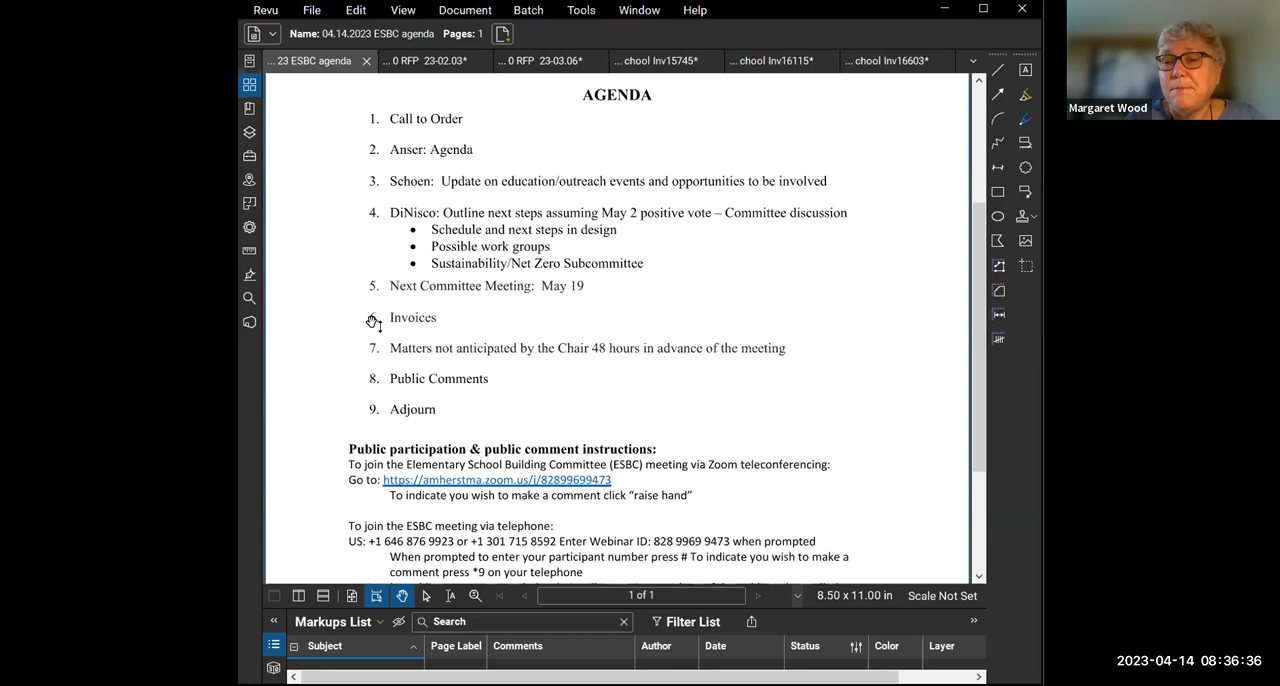 Revu File Edit View Document Batch Tools Window Help
Name: 04.14.2023 ESBC agenda Pages: 1
... 23 ESBC agenda ... 0 RFP 23-02.03* ... 0 RFP 23-03.06* ... chool Inv15745* ... chool Inv16115* ... chool Inv16603*
Margaret Wood
AGENDA
1. Call to Order
2. Anser: Agenda
3. Schoen: Update on education/outreach events and opportunities to be involved
4. DiNisco: Outline next steps assuming May 2 positive vote – Committee discussion
• Schedule and next steps in design
• Possible work groups
• Sustainability/Net Zero Subcommittee
5. Next Committee Meeting: May 19
Invoices
7. Matters not anticipated by the Chair 48 hours in advance of the meeting
8. Public Comments
9. Adjourn
Public participation & public comment instructions:
To join the Elementary School Building Committee (ESBC) meeting via Zoom teleconferencing:
Go to: https://amherstma.zoom.us/j/82899699473
To indicate you wish to make a comment click “raise hand”
To join the ESBC meeting via telephone:
US: +1 646 876 9923 or +1 301 715 8592 Enter Webinar ID: 828 9969 9473 when prompted
When prompted to enter your participant number press # To indicate you wish to make a
comment press *9 on your telephone
1 of 1 8.50 x 11.00 in Scale Not Set
Markups List Search Filter List
Subject Page Label Comments Author Date Status Color Layer
2023-04-14 08:36:36